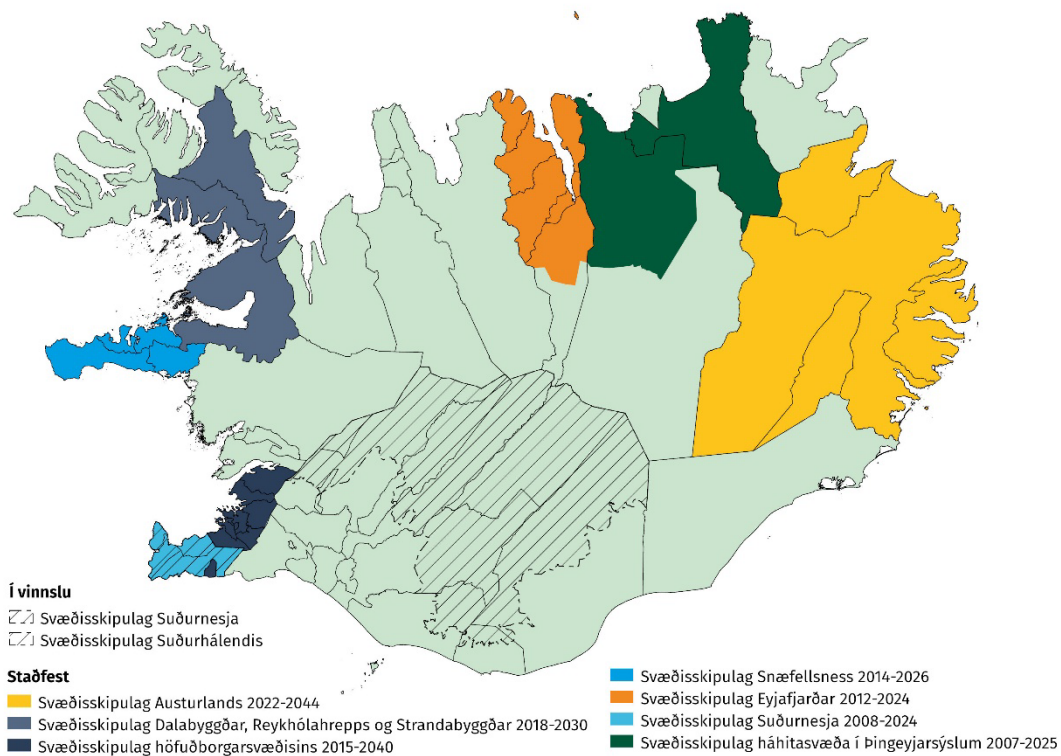 Í vinnslu
Svæðisskipulag Suðurnesja
Svæðisskipulag Suðurhálendis
Staðfest
Svæðisskipulag Austurlands 2022-2044
Svæðisskipulag Dalabyggðar, Reykhólahrepps og Strandabyggðar 2018-2030
Svæðisskipulag höfuðborgarsvæðisins 2015-2040
Svæðisskipulag Snæfellsness 2014-2026
Svæðisskipulag Eyjafjarðar 2012-2024
Svæðisskipulag Suðurnesja 2008-2024
Svæðisskipulag háhitasvæða í Þingeyjarsýslum 2007-2025